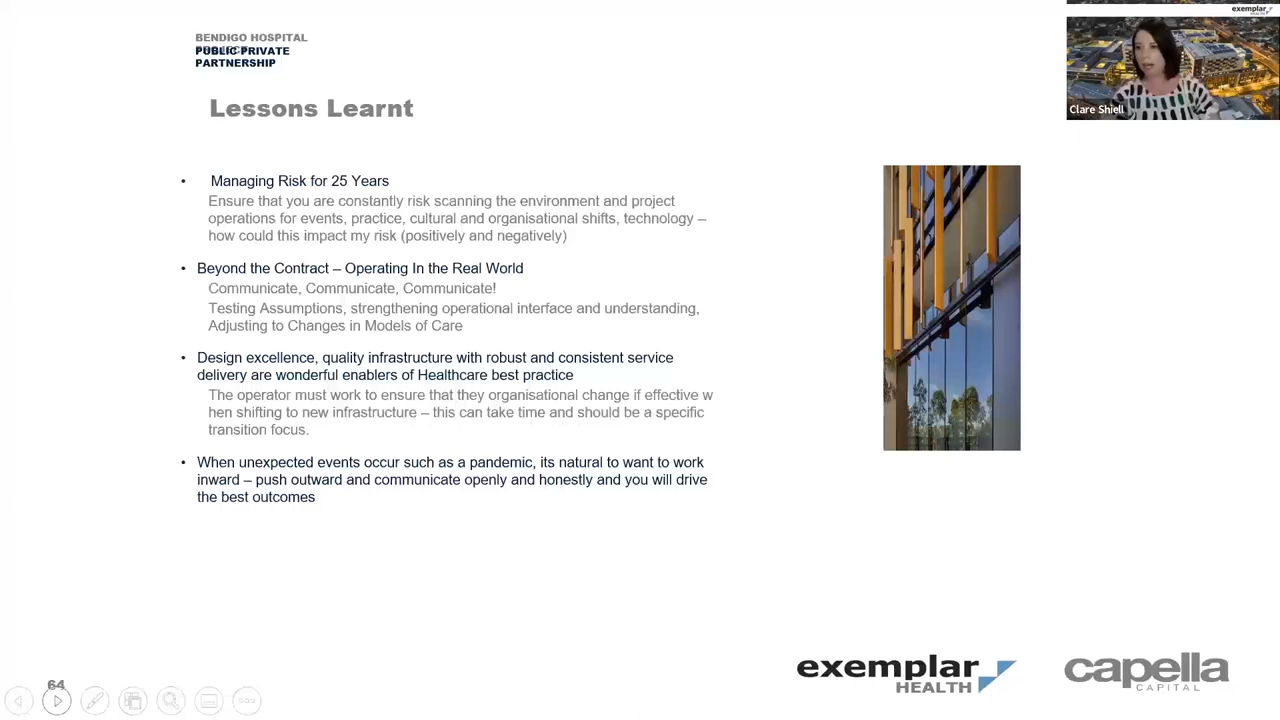 BENDIGO HOSPITAL
PROJECT
PUBLIC PRIVATE
PARTNERSHIP
Lessons Learnt
• Managing Risk for 25 Years
Ensure that you are constantly risk scanning the environment and project
operations for events, practice, cultural and organisational shifts, technology –
how could this impact my risk (positively and negatively)
• Beyond the Contract – Operating In the Real World
Communicate, Communicate, Communicate!
Testing Assumptions, strengthening operational interface and understanding,
Adjusting to Changes in Models of Care
• Design excellence, quality infrastructure with robust and consistent service
delivery are wonderful enablers of Healthcare best practice
The operator must work to ensure that they organisational change if effective w
hen shifting to new infrastructure – this can take time and should be a specific
transition focus.
• When unexpected events occur such as a pandemic, its natural to want to work
inward – push outward and communicate openly and honestly and you will drive
the best outcomes
exemplar
HEALTH
Clare Shiell
exemplar
HEALTH
capella
CAPITAL
64